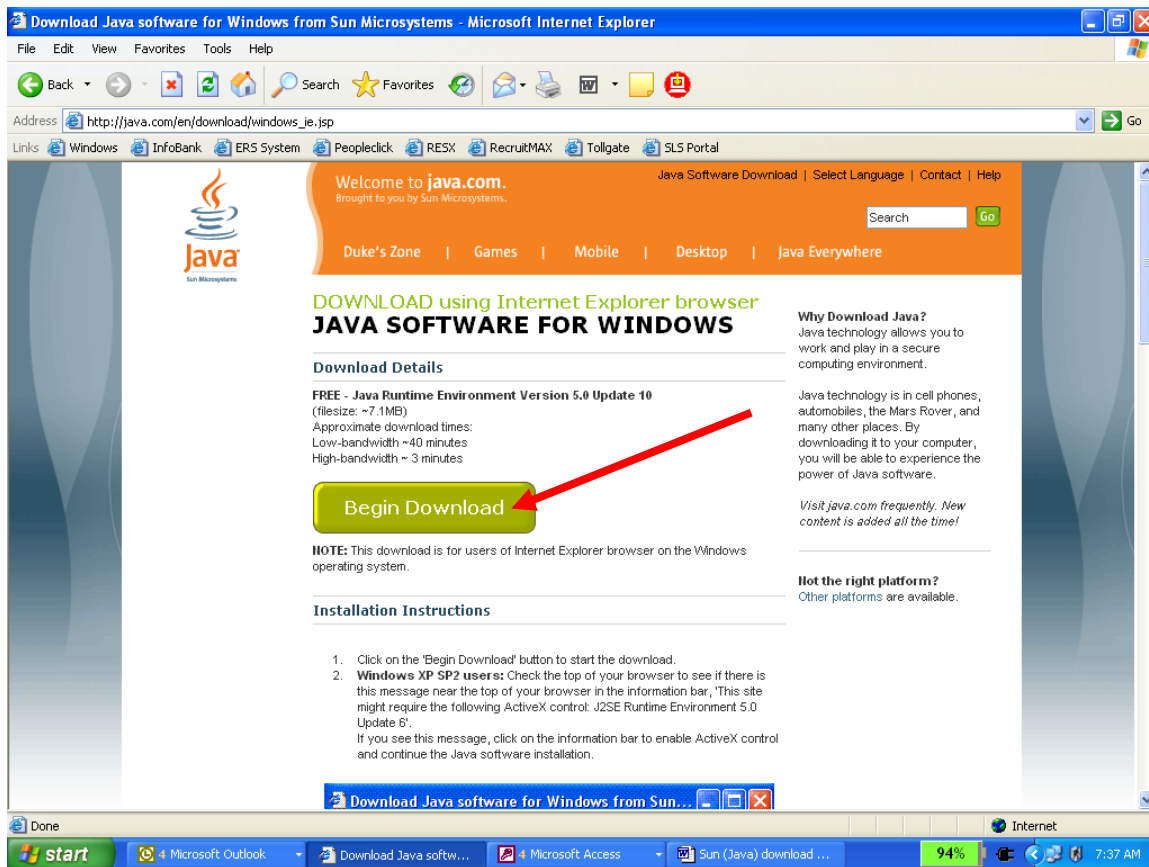 Download Java software for Windows from Sun Microsystems - Microsoft Internet Explorer
File Edit View Favorites Tools Help
Back Search Favorites
Address http://java.com/en/download/windows_ie.jsp Go
Links Windows InfoBank ERS System Peopleclick RESX RecruitMAX Tollgate SLS Portal
Java
Sun Microsystems
Welcome to java.com.
Brought to you by Sun Microsystems.
Java Software Download | Select Language | Contact | Help
Search Go
Duke's Zone | Games | Mobile | Desktop | Java Everywhere
DOWNLOAD using Internet Explorer browser
JAVA SOFTWARE FOR WINDOWS
Download Details
FREE - Java Runtime Environment Version 5.0 Update 10
(filesize: ~7.1MB)
Approximate download times:
Low-bandwidth ~40 minutes
High-bandwidth ~ 3 minutes
Begin Download
NOTE: This download is for users of Internet Explorer browser on the Windows
operating system.
Installation Instructions
1. Click on the 'Begin Download' button to start the download.
2. Windows XP SP2 users: Check the top of your browser to see if there is
this message near the top of your browser in the information bar, 'This site
might require the following ActiveX control: J2SE Runtime Environment 5.0
Update 6'.
If you see this message, click on the information bar to enable ActiveX control
and continue the Java software installation.
Download Java software for Windows from Sun...
Why Download Java?
Java technology allows you to
work and play in a secure
computing environment.
Java technology is in cell phones,
automobiles, the Mars Rover, and
many other places. By
downloading it to your computer,
you will be able to experience the
power of Java software.
Visit java.com frequently. New
content is added all the time!
Not the right platform?
Other platforms are available.
Done Internet
start 4 Microsoft Outlook Download Java softw... 4 Microsoft Access Sun (Java) download ... 94% 7:37 AM